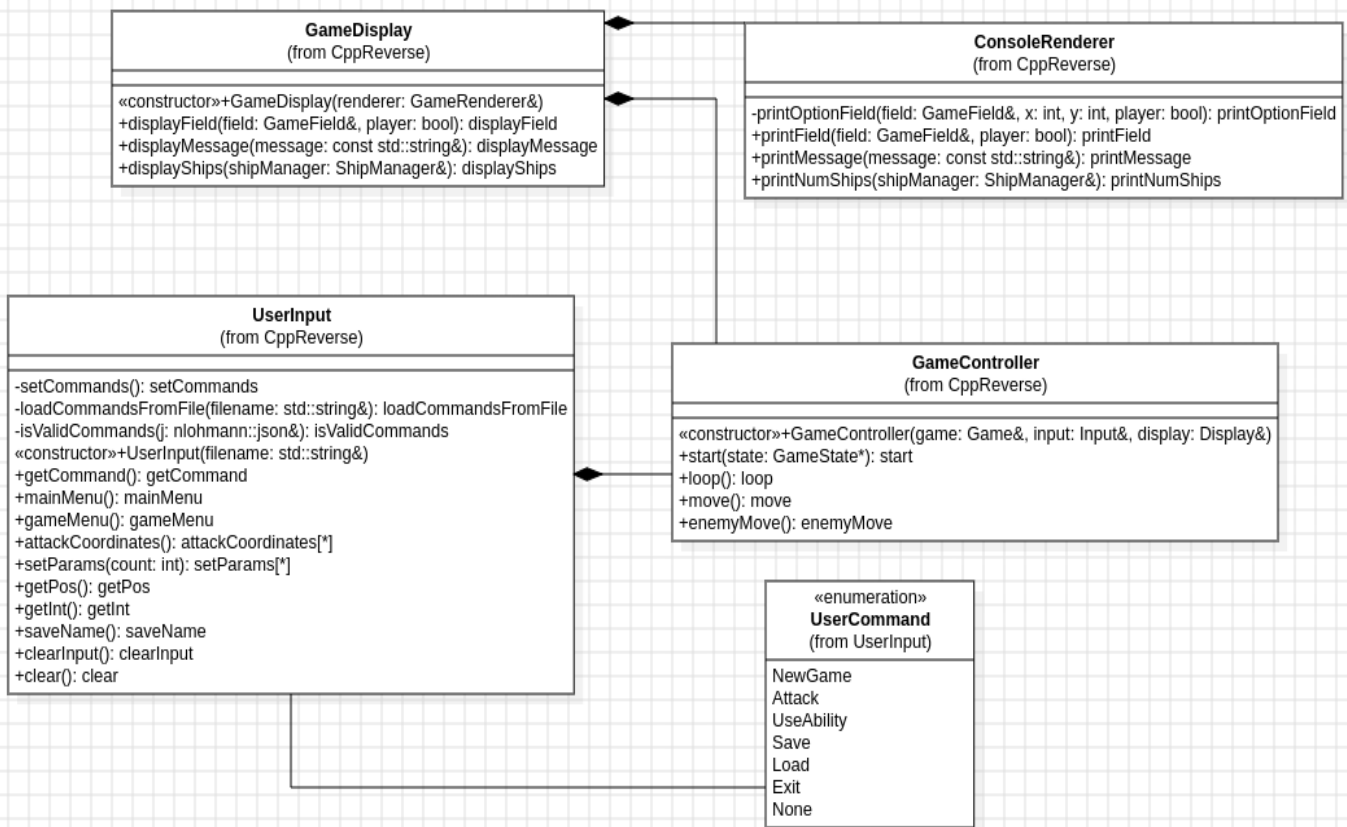 GameDisplay
(from CppReverse)
«constructor»+GameDisplay(renderer: GameRenderer&)
+displayField(field: GameField&, player: bool): displayField
+displayMessage(message: const std::string&): displayMessage
+displayShips(shipManager: ShipManager&): displayShips
ConsoleRenderer
(from CppReverse)
-printOptionField(field: GameField&, x: int, y: int, player: bool): printOptionField
+printField(field: GameField&, player: bool): printField
+printMessage(message: const std::string&): printMessage
+printNumShips(shipManager: ShipManager&): printNumShips
UserInput
(from CppReverse)
-setCommands(): setCommands
-loadCommandsFromFile(filename: std::string&): loadCommandsFromFile
-isValidCommands(j: nlohmann::json&): isValidCommands
«constructor»+UserInput(filename: std::string&)
+getCommand(): getCommand
+mainMenu(): mainMenu
+gameMenu(): gameMenu
+attackCoordinates(): attackCoordinates[*]
+setParams(count: int): setParams[*]
+getPos(): getPos
+getInt(): getInt
+saveName(): saveName
+clearInput(): clearInput
+clear(): clear
GameController
(from CppReverse)
«constructor»+GameController(game: Game&, input: Input&, display: Display&)
+start(state: GameState*): start
+loop(): loop
+move(): move
+enemyMove(): enemyMove
«enumeration»
UserCommand
(from UserInput)
NewGame
Attack
UseAbility
Save
Load
Exit
None